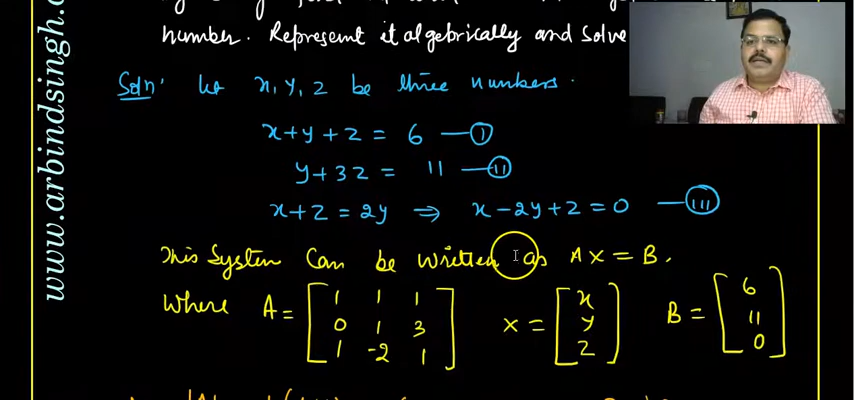 number. Represent it algebrically and Solve
Soln. let x, y, z be three numbers.
x+y+z = 6 —(I)
y+3z = 11 —(II)
x+z = 2y ⇒ x-2y+z=0 —(III)
This System Can be written as AX = B.
Where A = [1 1 1; 0 1 3; 1 -2 1] X = [x; y; z] B = [6; 11; 0]
www.arbindsingh.c